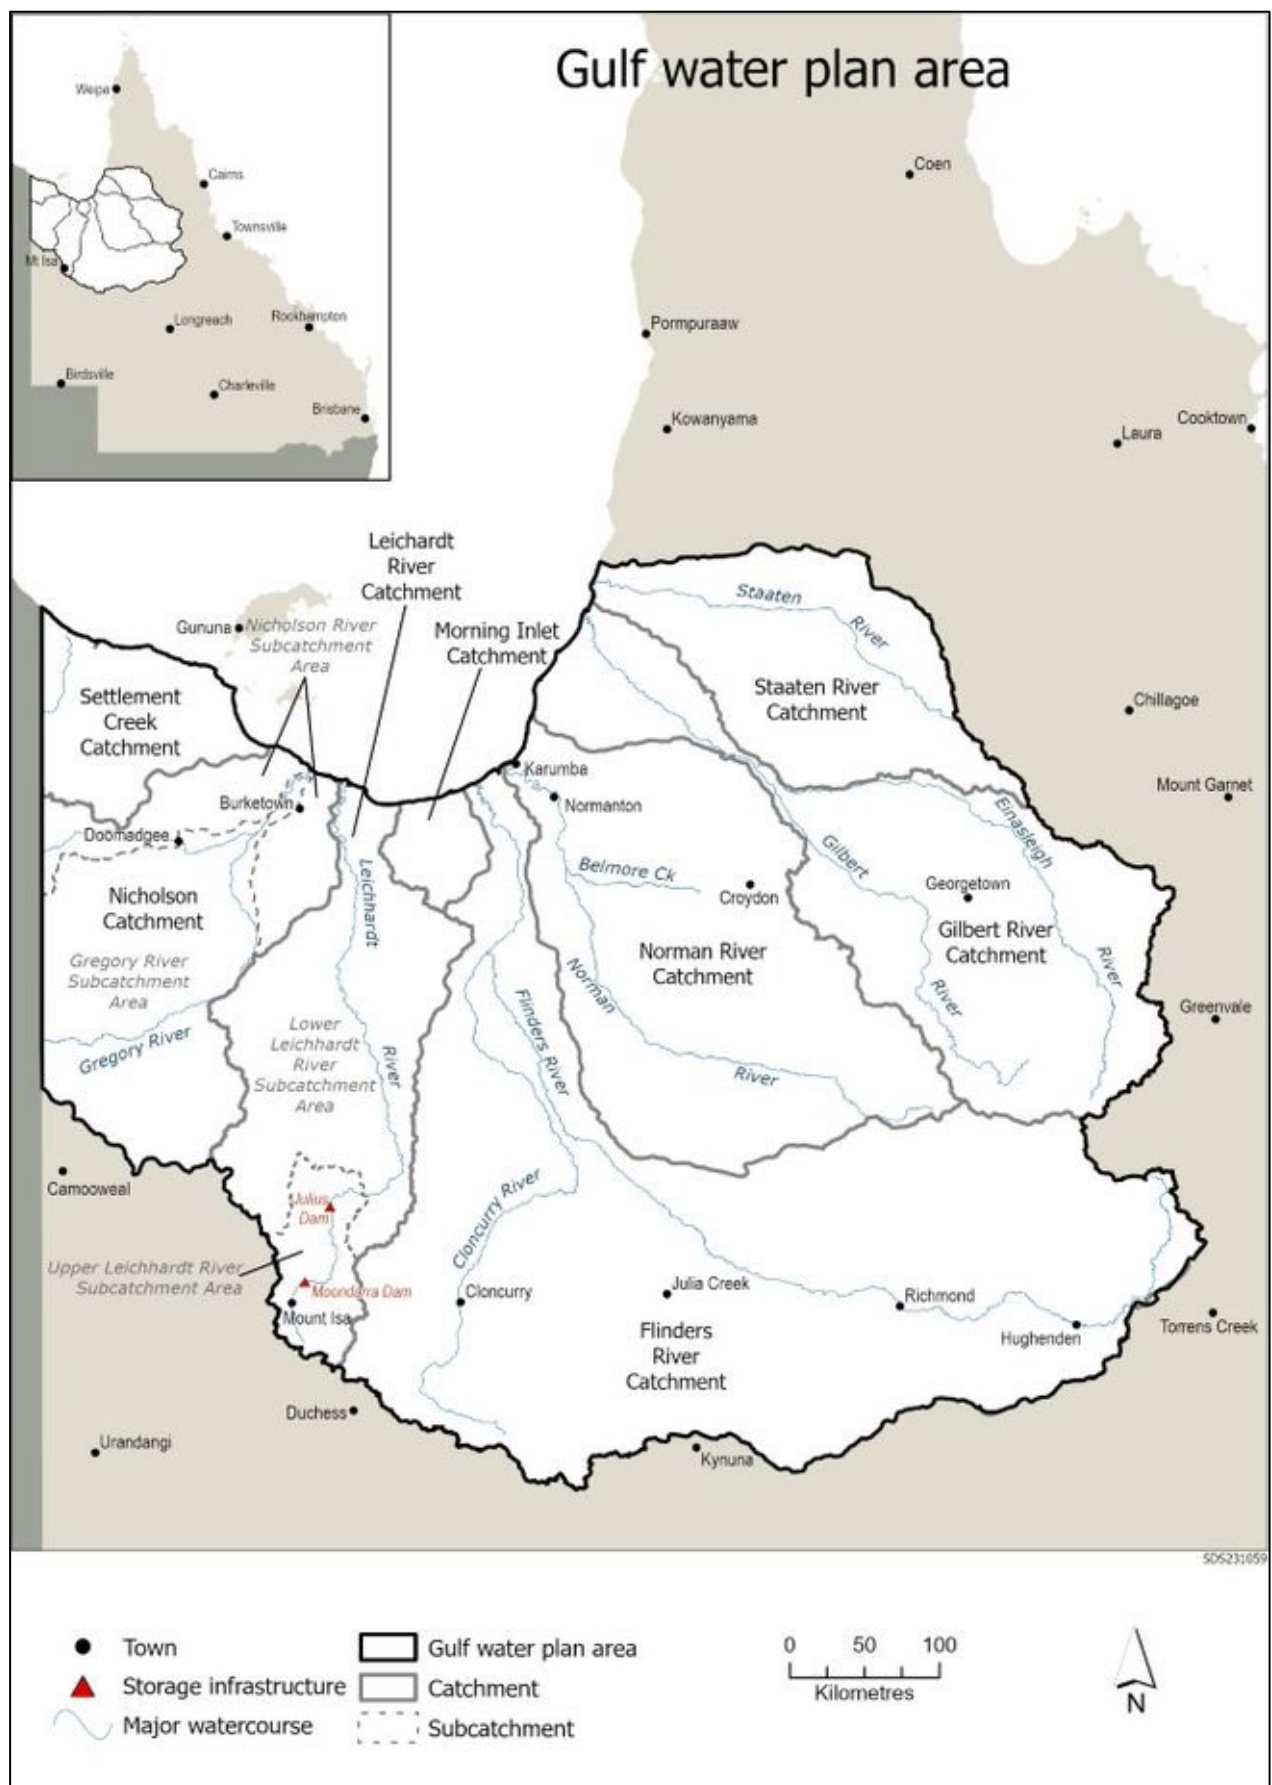 Gulf water plan area
Weipa
Cairns
Townsville
Mt Isa
Longreach
Rockhampton
Birdsville
Charleville
Brisbane
Coen
Pormpuraaw
Kowanyama
Laura
Cooktown
Leichardt
River
Catchment
Gununa
Nicholson River
Subcatchment
Area
Morning Inlet
Catchment
Staaten
River
Settlement
Creek
Catchment
Staaten River
Catchment
Chillagoe
Karumba
Mount Garnet
Burketown
Normanton
Doomadgee
Einasleigh
River
Gilbert
River
Belmore Ck
Leichhardt
River
Croydon
Georgetown
Nicholson
Catchment
Norman River
Catchment
Gilbert River
Catchment
Gregory River
Subcatchment
Area
Norman
River
Flinders River
Greenvale
Lower
Leichhardt
River
Subcatchment
Area
Gregory River
Camooweal
Julius
Dam
Cloncurry River
Upper Leichhardt River
Subcatchment Area
Moondarra Dam
Mount Isa
Cloncurry
Julia Creek
Richmond
Hughenden
Torrens Creek
Flinders
River
Catchment
Duchess
Urandangi
Kynuna
SDS231059
Town
Storage infrastructure
Major watercourse
Gulf water plan area
Catchment
Subcatchment
0 50 100
Kilometres
N